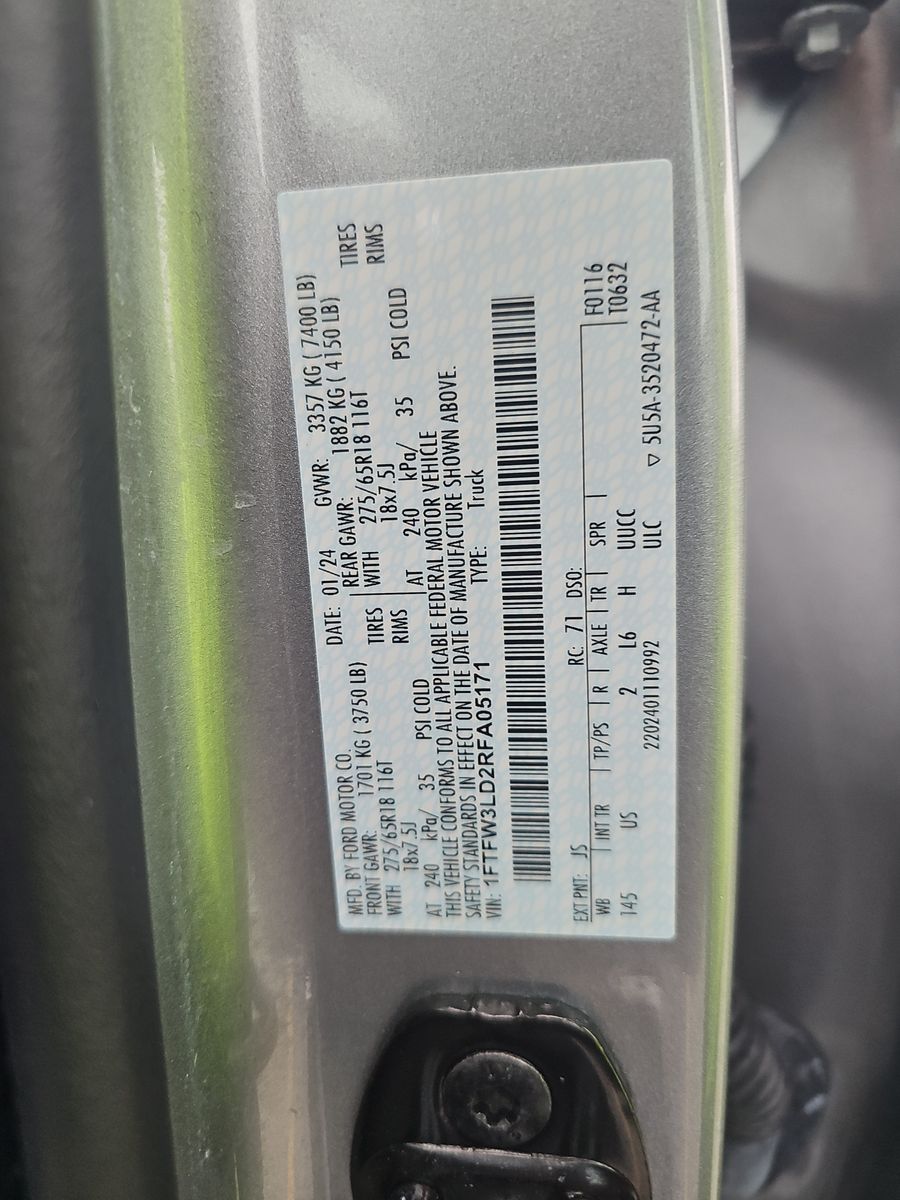 MFD. BY FORD MOTOR CO.
DATE: 01/24 GVWR: 3357 KG ( 7400 LB)
FRONT GAWR: 1701 KG ( 3750 LB) REAR GAWR: 1882 KG ( 4150 LB)
WITH 275/65R18 116T TIRES WITH 275/65R18 116T TIRES
18x7.5J RIMS 18x7.5J RIMS
AT 240 kPa/ 35 PSI COLD AT 240 kPa/ 35 PSI COLD
THIS VEHICLE CONFORMS TO ALL APPLICABLE FEDERAL MOTOR VEHICLE
SAFETY STANDARDS IN EFFECT ON THE DATE OF MANUFACTURE SHOWN ABOVE.
VIN: 1FTFW3LD2RFA05171 TYPE: Truck
EXT PNT: JS RC: 71 DSO: F0116
WB INT TR TP/PS R AXLE TR SPR T0632
145 US 2 L6 H UUCC
2202401110992 ULC ▽ 5U5A-3520472-AA